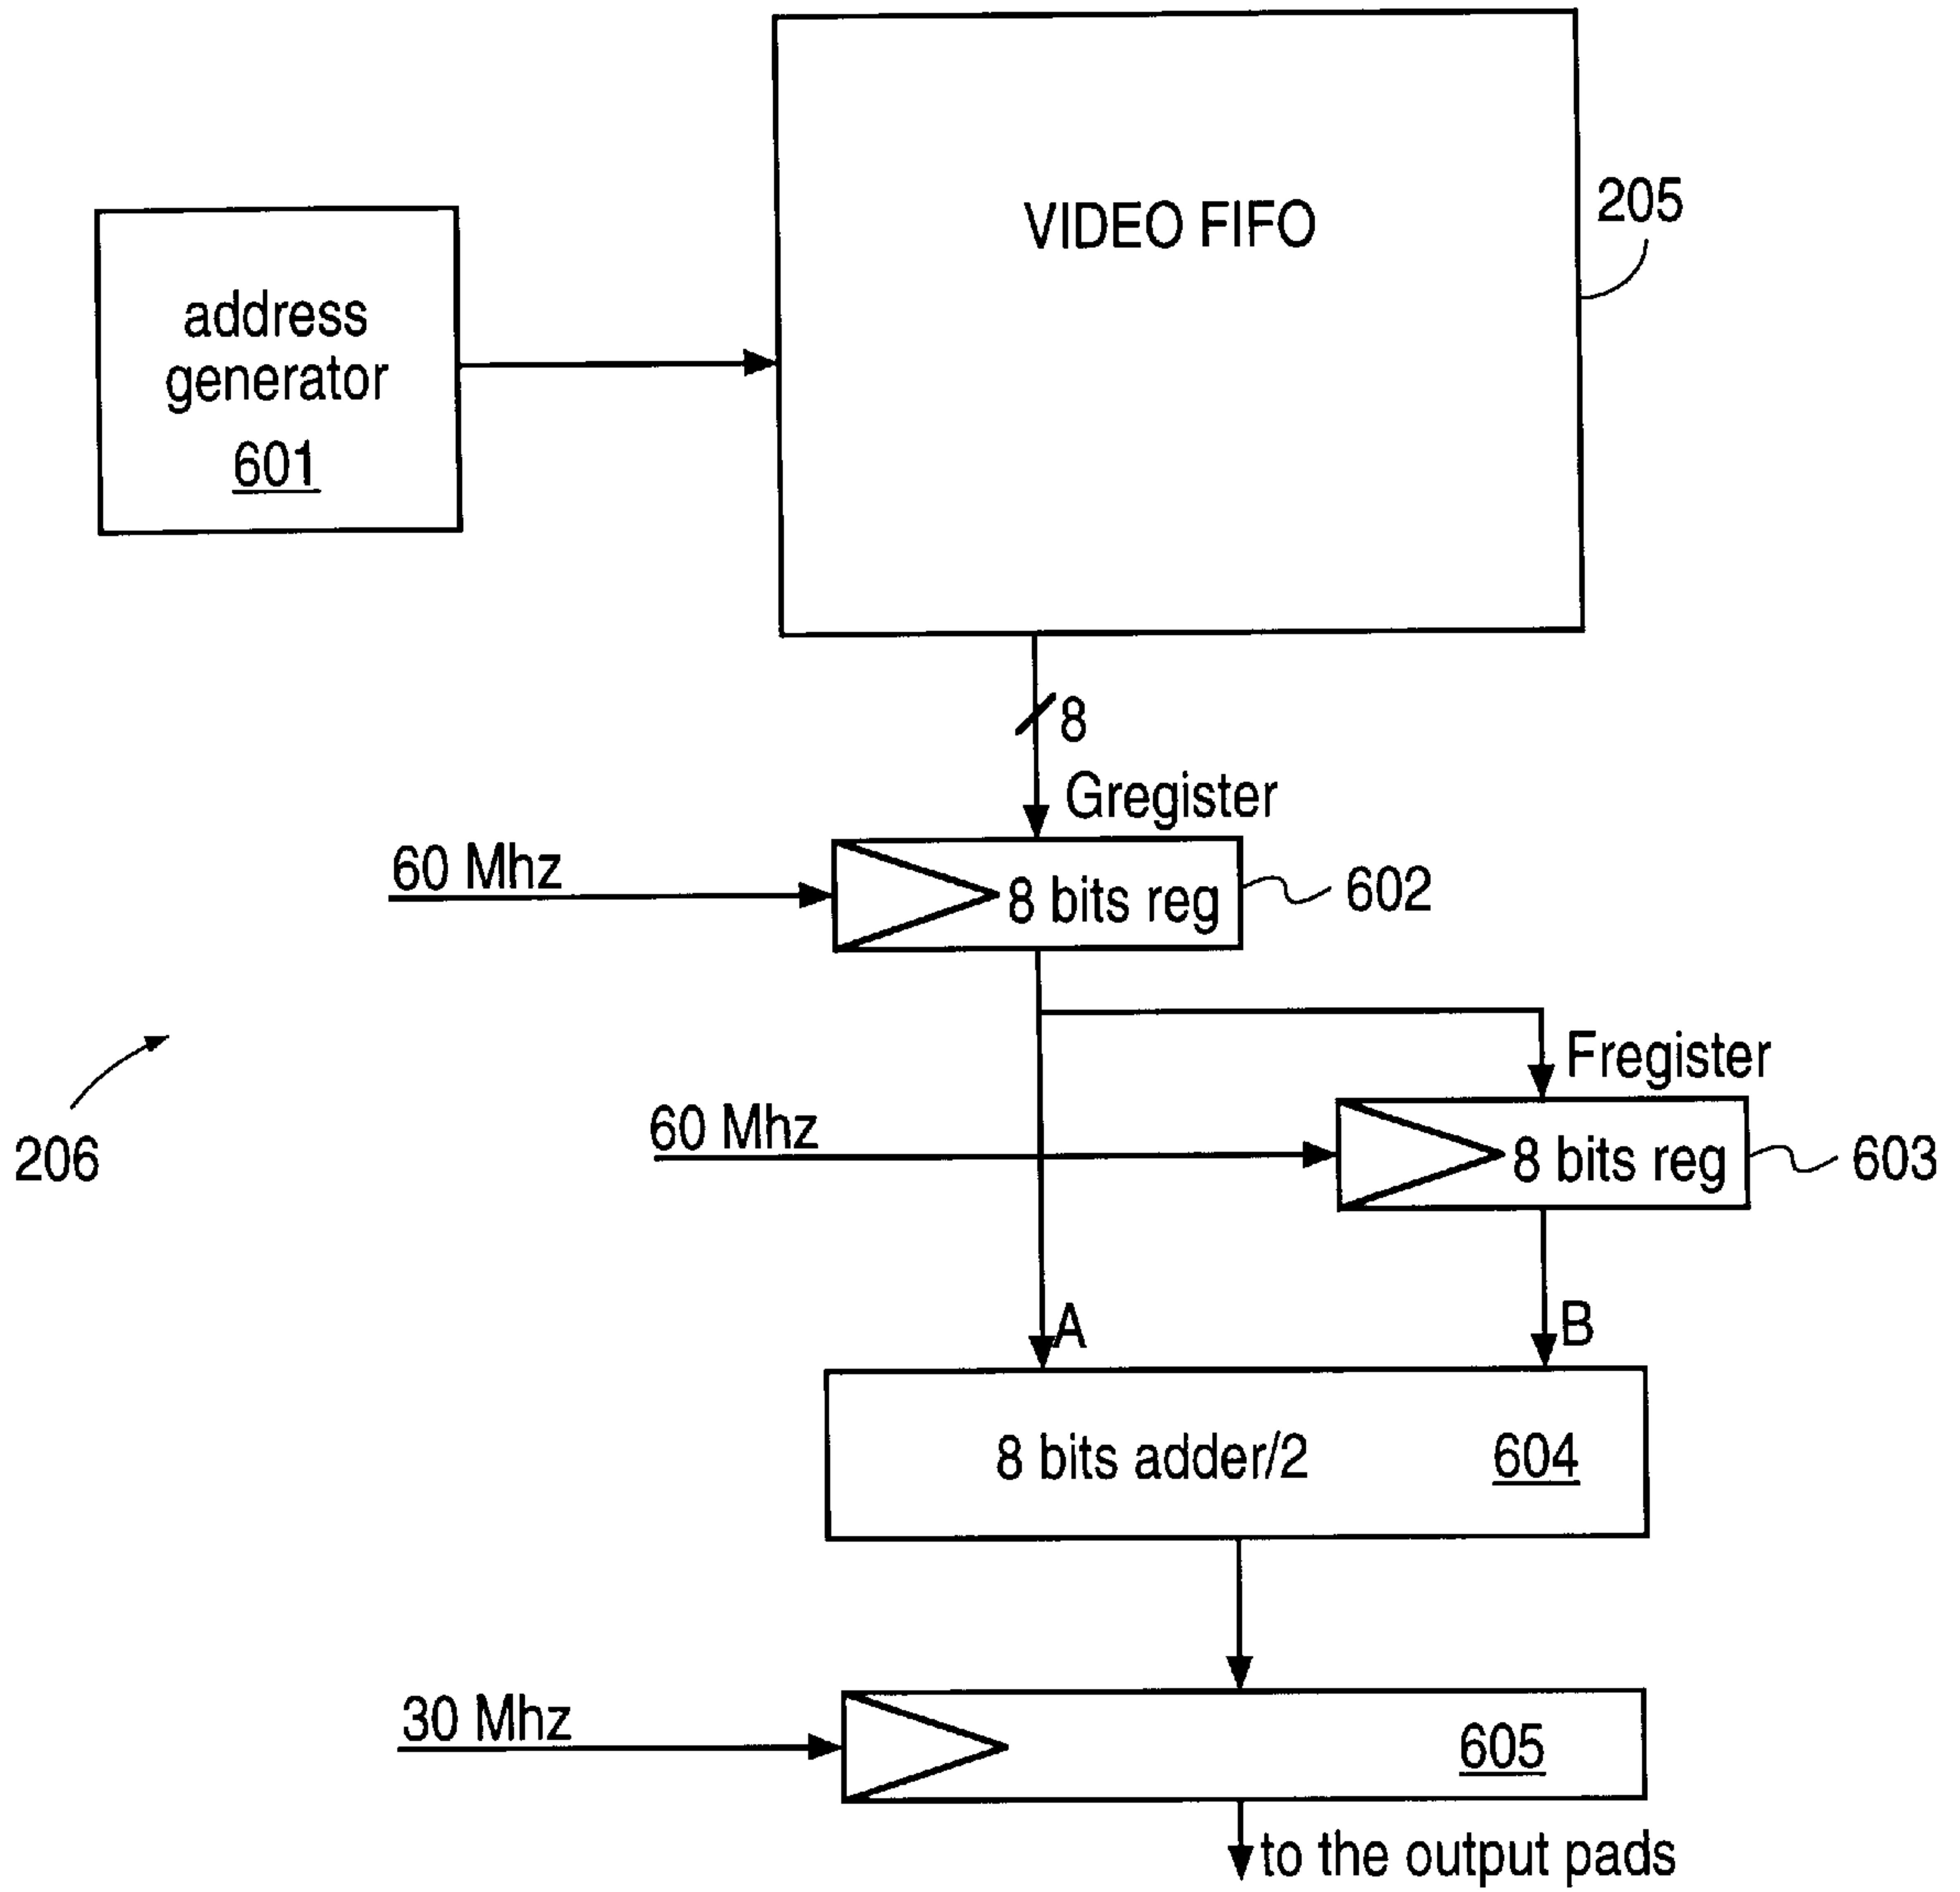 VIDEO FIFO
205
address
generator
601
8
Gregister
60 Mhz
8 bits reg
602
Fregister
60 Mhz
8 bits reg
603
206
A
B
8 bits adder/2
604
30 Mhz
605
to the output pads